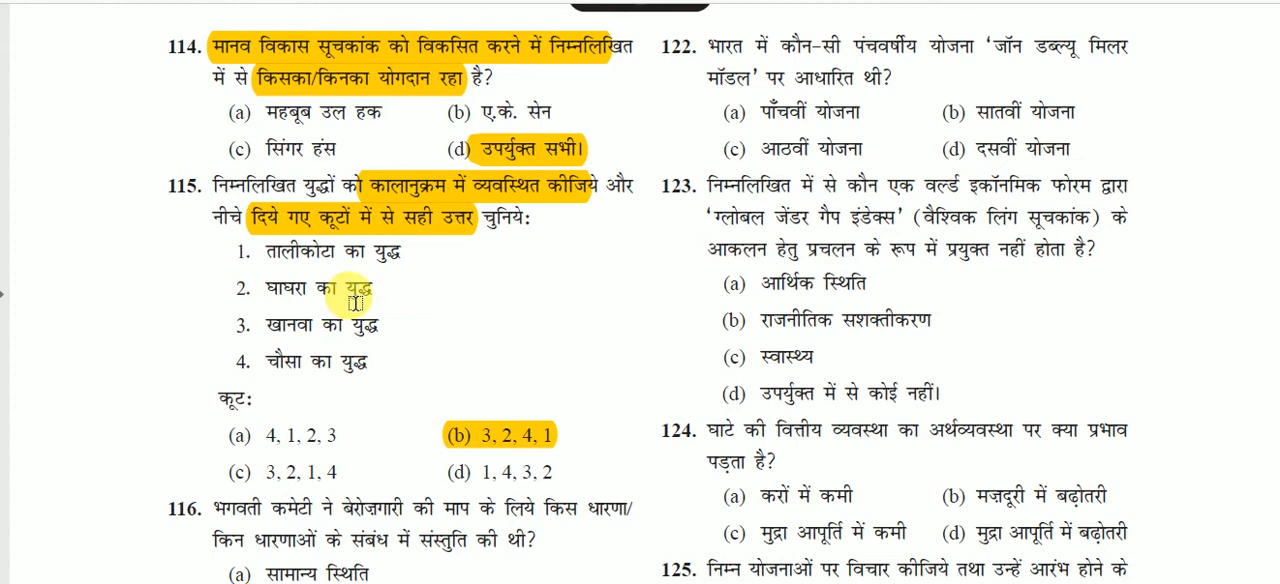 114. मानव विकास सूचकांक को विकसित करने में निम्नलिखित
में से किसका/किनका योगदान रहा है?
(a) महबूब उल हक (b) ए.के. सेन
(c) सिंगर हंस (d) उपर्युक्त सभी।
115. निम्नलिखित युद्धों को कालानुक्रम में व्यवस्थित कीजिये और
नीचे दिये गए कूटों में से सही उत्तर चुनिये:
1. तालीकोटा का युद्ध
2. घाघरा का युद्ध
3. खानवा का युद्ध
4. चौसा का युद्ध
कूट:
(a) 4, 1, 2, 3 (b) 3, 2, 4, 1
(c) 3, 2, 1, 4 (d) 1, 4, 3, 2
116. भगवती कमेटी ने बेरोज़गारी की माप के लिये किस धारणा/
किन धारणाओं के संबंध में संस्तुति की थी?
(a) सामान्य स्थिति
122. भारत में कौन-सी पंचवर्षीय योजना ‘जॉन डब्ल्यू मिलर
मॉडल’ पर आधारित थी?
(a) पाँचवीं योजना (b) सातवीं योजना
(c) आठवीं योजना (d) दसवीं योजना
123. निम्नलिखित में से कौन एक वर्ल्ड इकॉनमिक फोरम द्वारा
‘ग्लोबल जेंडर गैप इंडेक्स’ (वैश्विक लिंग सूचकांक) के
आकलन हेतु प्रचलन के रूप में प्रयुक्त नहीं होता है?
(a) आर्थिक स्थिति
(b) राजनीतिक सशक्तीकरण
(c) स्वास्थ्य
(d) उपर्युक्त में से कोई नहीं।
124. घाटे की वित्तीय व्यवस्था का अर्थव्यवस्था पर क्या प्रभाव
पड़ता है?
(a) करों में कमी (b) मज़दूरी में बढ़ोतरी
(c) मुद्रा आपूर्ति में कमी (d) मुद्रा आपूर्ति में बढ़ोतरी
125. निम्न योजनाओं पर विचार कीजिये तथा उन्हें आरंभ होने के